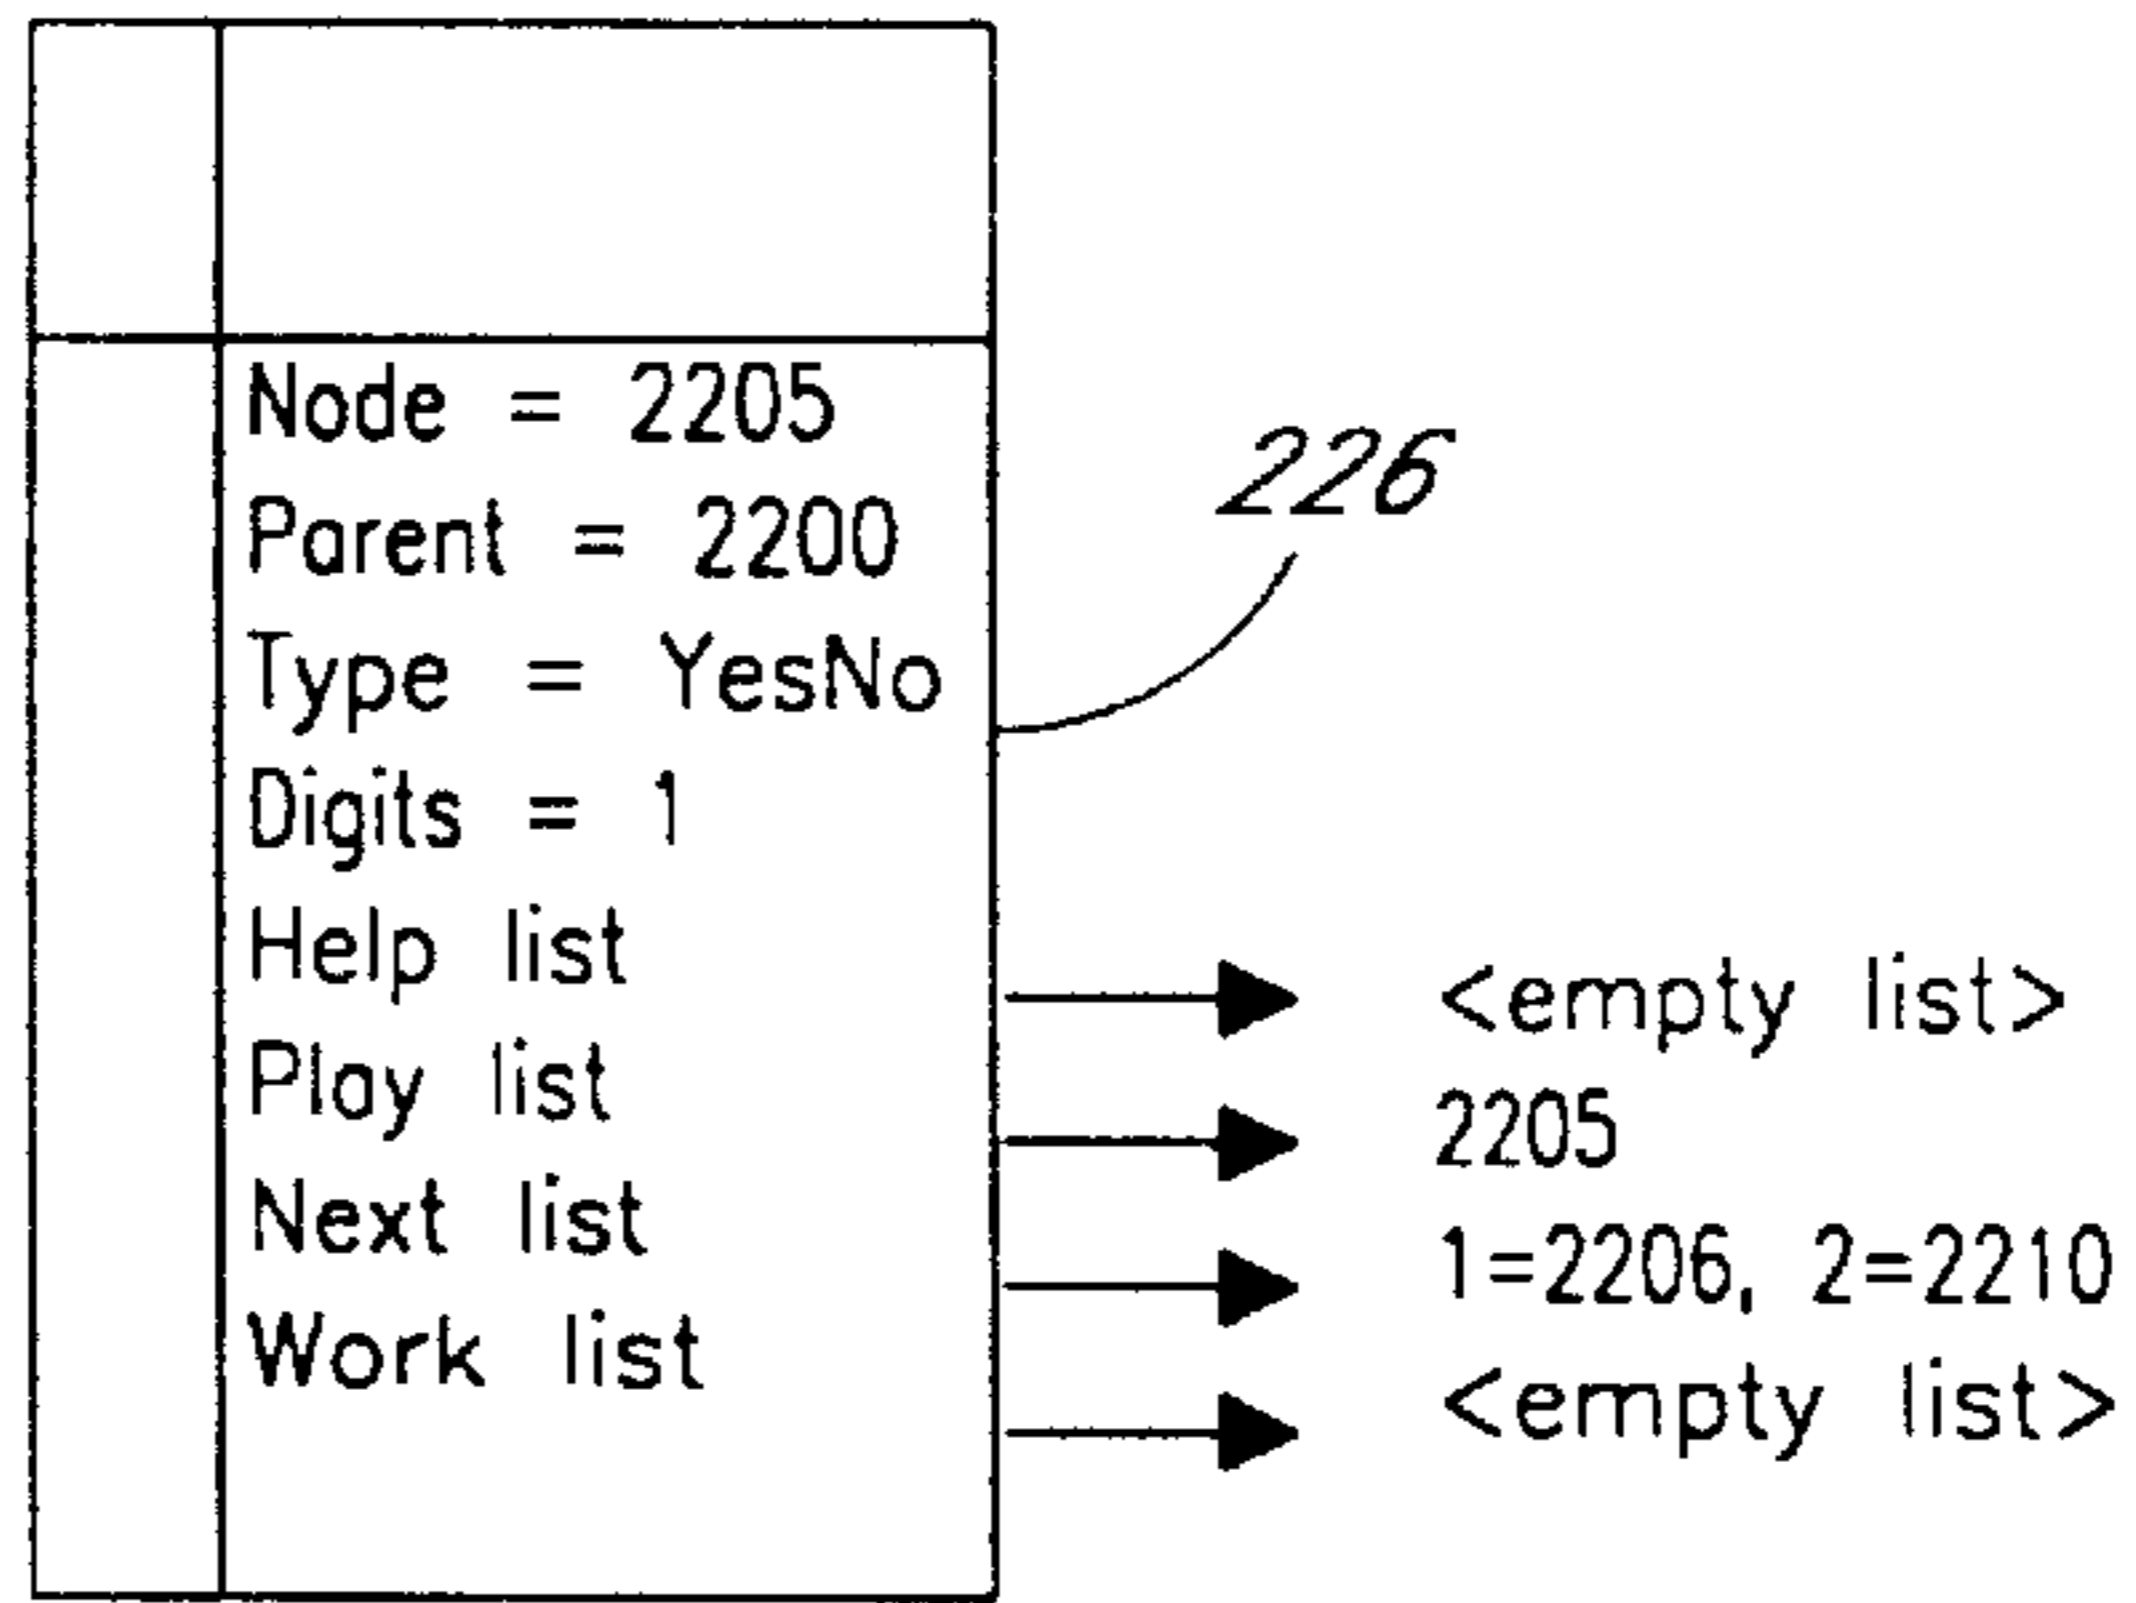 Node = 2205
226
Parent = 2200
Type = YesNo
Digits = 1
Help list
<empty list>
Play list
2205
Next list
1=2206, 2=2210
Work list
<empty list>